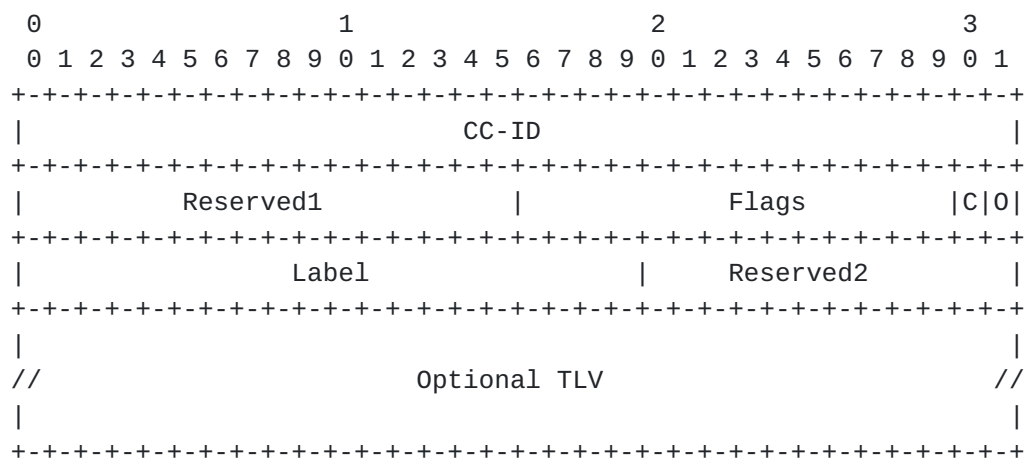 0                   1                   2                   3
 0 1 2 3 4 5 6 7 8 9 0 1 2 3 4 5 6 7 8 9 0 1 2 3 4 5 6 7 8 9 0 1
+-+-+-+-+-+-+-+-+-+-+-+-+-+-+-+-+-+-+-+-+-+-+-+-+-+-+-+-+-+-+-+-+
|                            CC-ID                              |
+-+-+-+-+-+-+-+-+-+-+-+-+-+-+-+-+-+-+-+-+-+-+-+-+-+-+-+-+-+-+-+-+
|          Reserved1            |             Flags         |C|O|
+-+-+-+-+-+-+-+-+-+-+-+-+-+-+-+-+-+-+-+-+-+-+-+-+-+-+-+-+-+-+-+-+
|                 Label                 |     Reserved2         |
+-+-+-+-+-+-+-+-+-+-+-+-+-+-+-+-+-+-+-+-+-+-+-+-+-+-+-+-+-+-+-+-+
|                                                               |
//                        Optional TLV                         //
|                                                               |
+-+-+-+-+-+-+-+-+-+-+-+-+-+-+-+-+-+-+-+-+-+-+-+-+-+-+-+-+-+-+-+-+